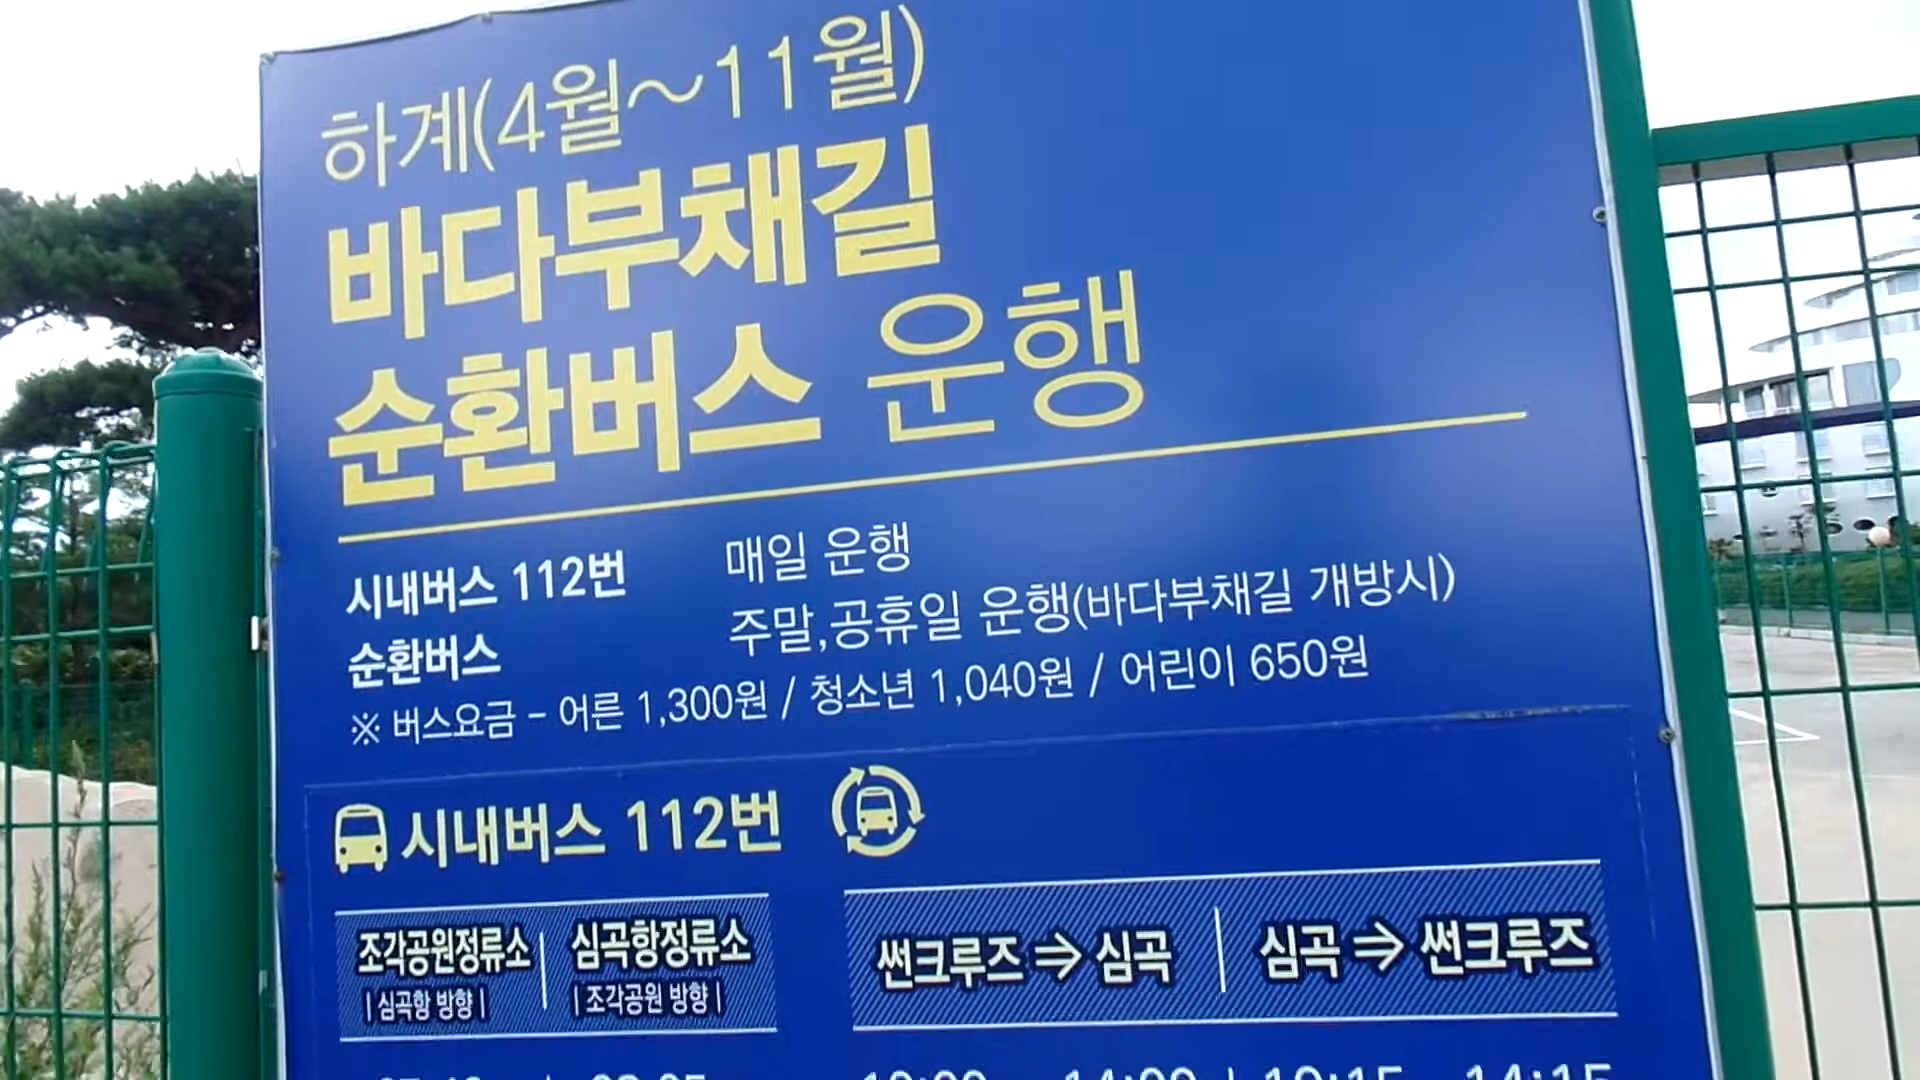 하계(4월~11월)
바다부채길
순환버스 운행
시내버스 112번 매일 운행
순환버스 주말,공휴일 운행(바다부채길 개방시)
※ 버스요금 - 어른 1,300원 / 청소년 1,040원 / 어린이 650원
시내버스 112번
조각공원정류소 | 심곡항정류소 썬크루즈 → 심곡 | 심곡 → 썬크루즈
| 심곡항 방향 | | 조각공원 방향 |